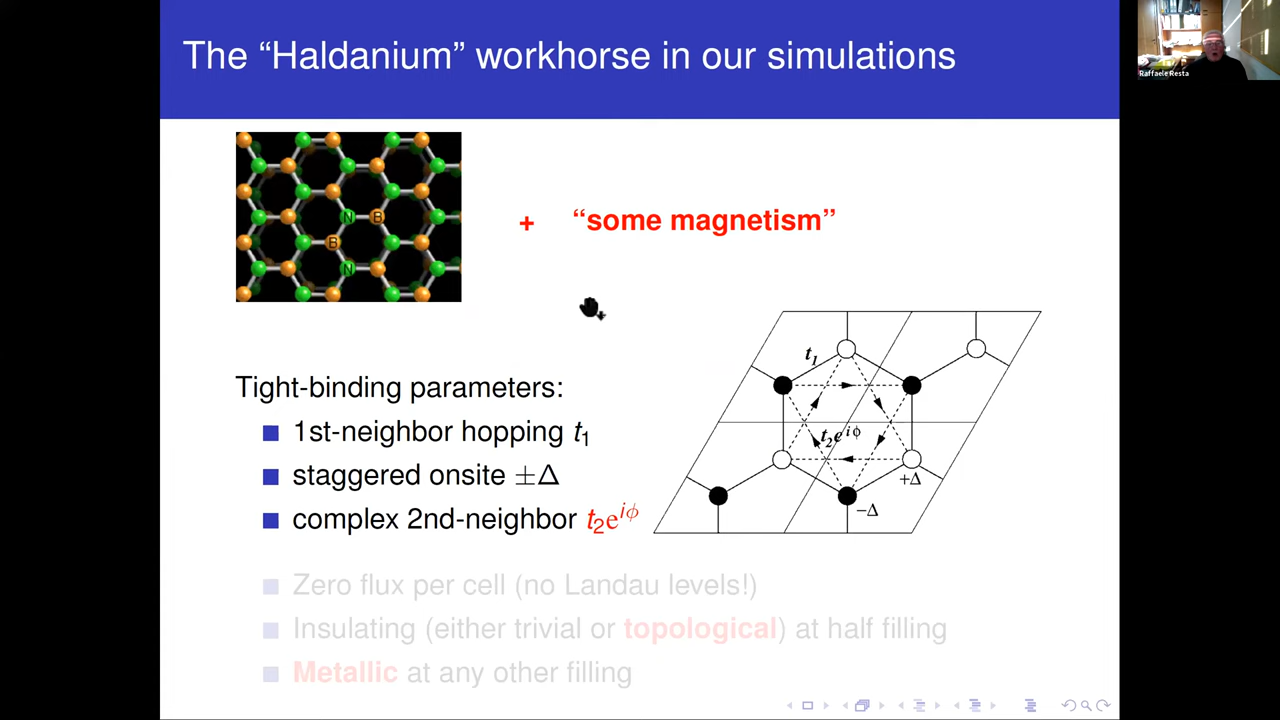 The “Haldanium” workhorse in our simulations
Raffaele Resta
N B
B
N
+ “some magnetism”
Tight-binding parameters:
1st-neighbor hopping t₁
staggered onsite ±Δ
complex 2nd-neighbor t₂e^{iϕ}
t₁
t₂e^{iϕ}
+Δ
−Δ
Zero flux per cell (no Landau levels!)
Insulating (either trivial or topological) at half filling
Metallic at any other filling